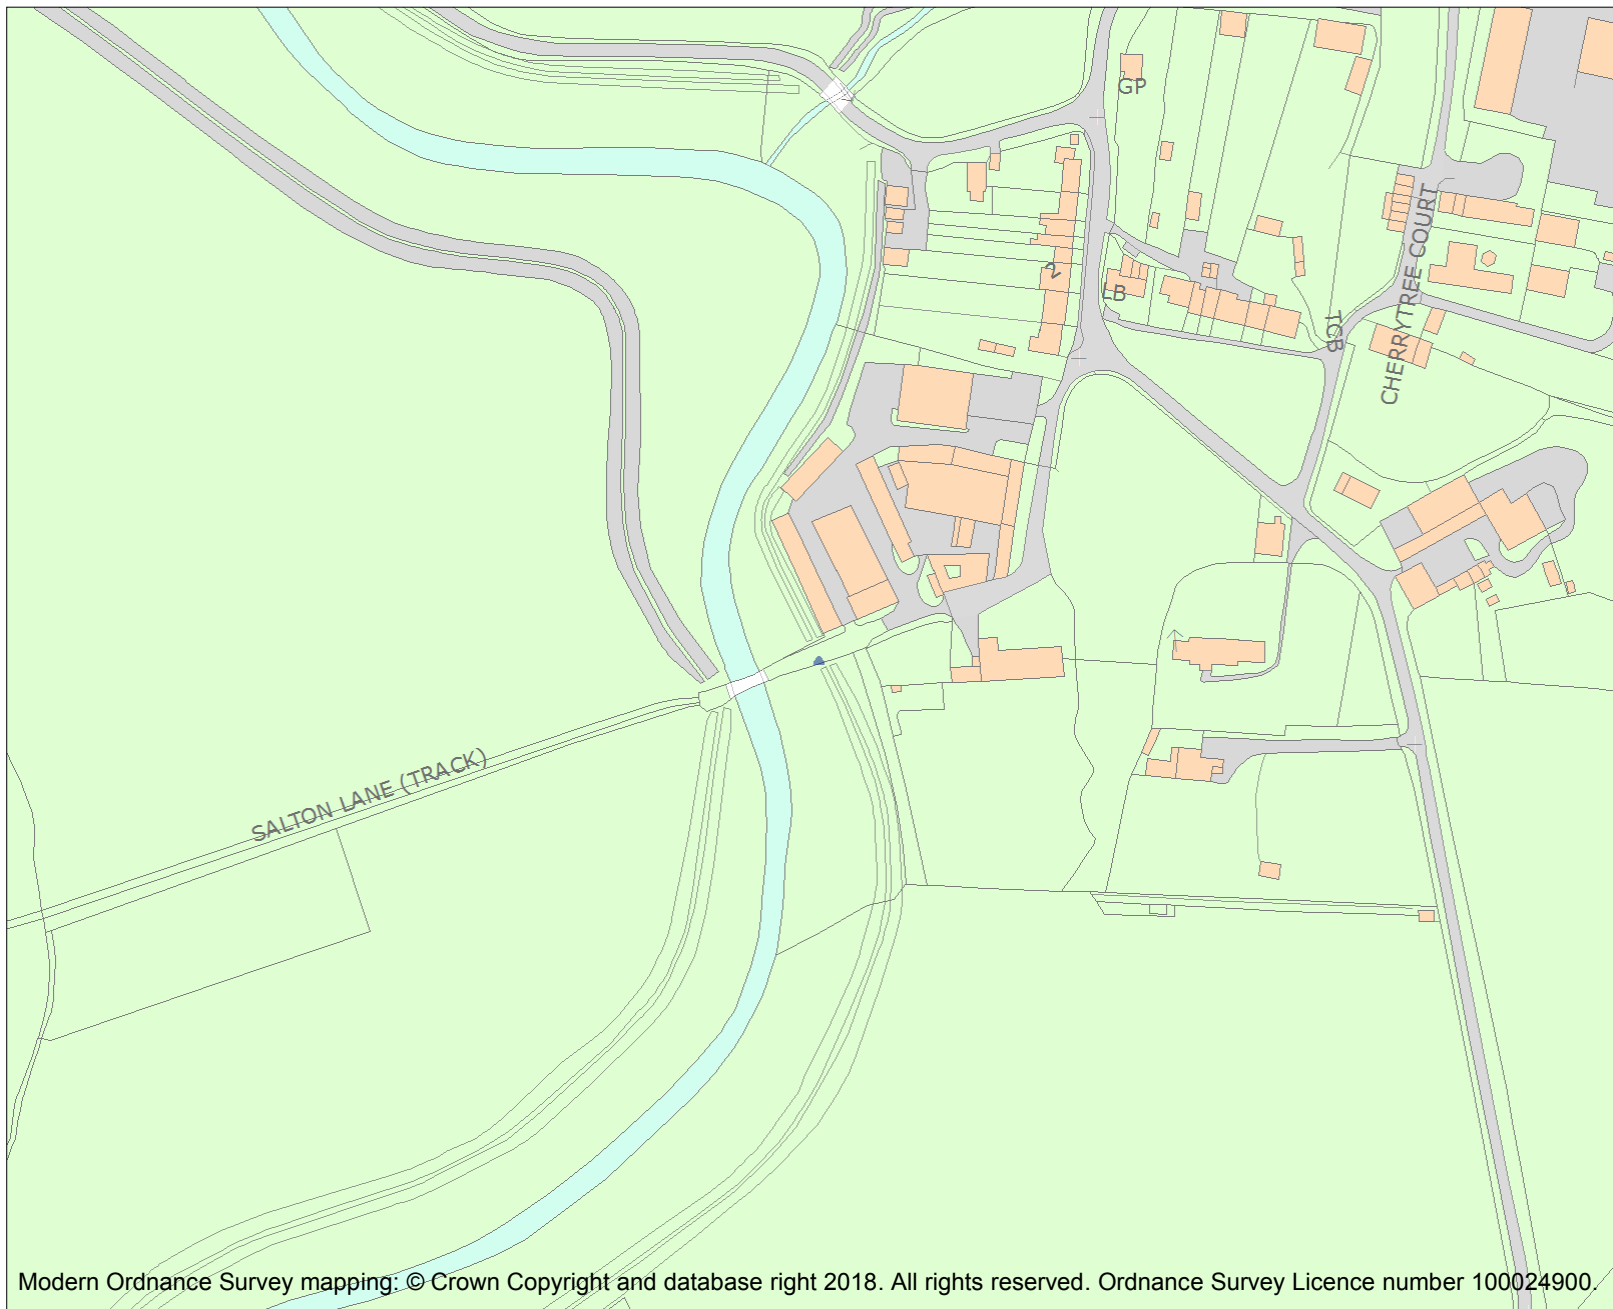 GP
CHERRYTREE COURT
2
LB
TCB
SALTON LANE (TRACK)
Modern Ordnance Survey mapping: © Crown Copyright and database right 2018. All rights reserved. Ordnance Survey Licence number 100024900.